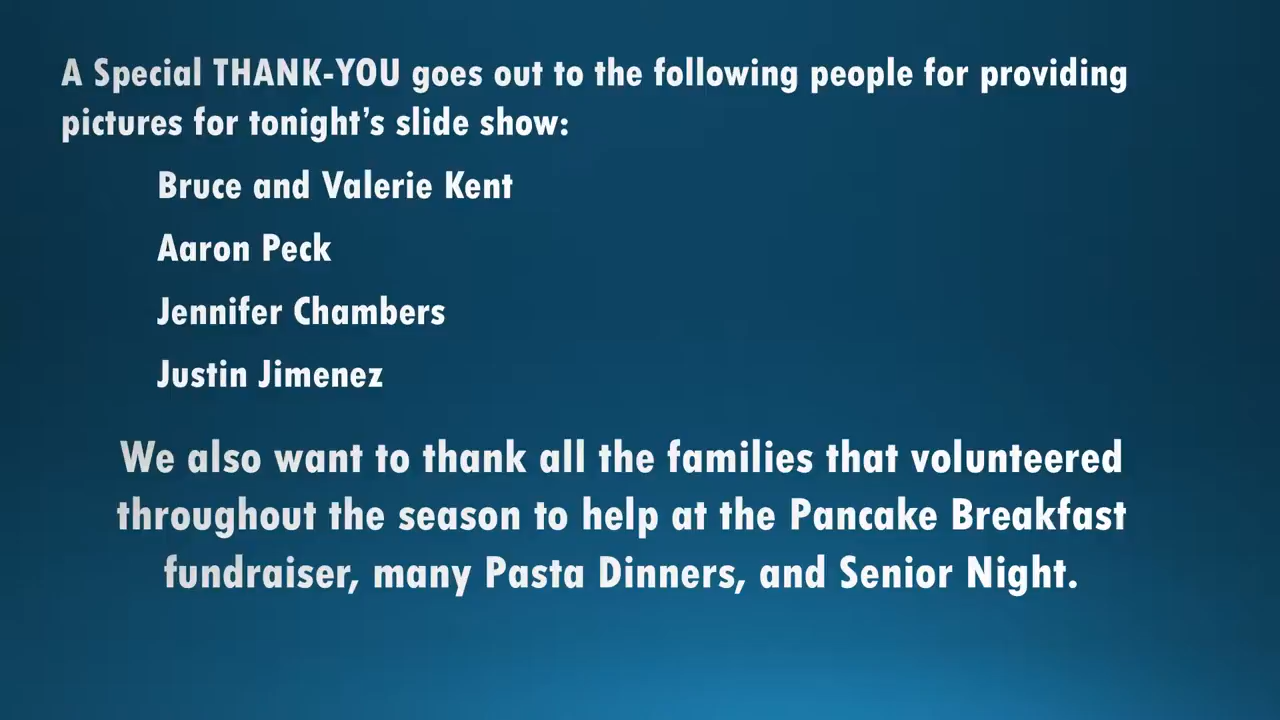 A Special THANK-YOU goes out to the following people for providing
pictures for tonight’s slide show:
Bruce and Valerie Kent
Aaron Peck
Jennifer Chambers
Justin Jimenez
We also want to thank all the families that volunteered
throughout the season to help at the Pancake Breakfast
fundraiser, many Pasta Dinners, and Senior Night.